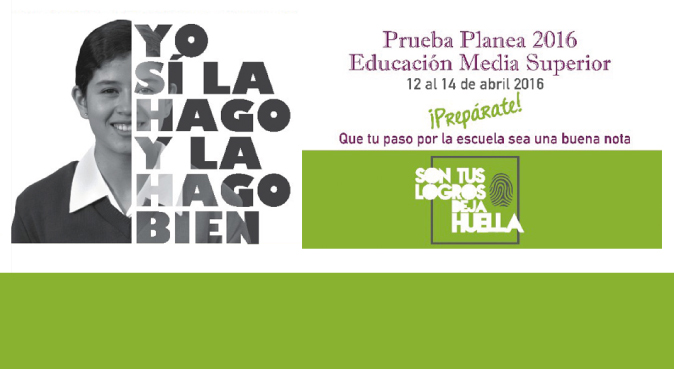 YO
SÍ LA
HAGO
Y LA
HAGO
BIEN
Prueba Planea 2016
Educación Media Superior
12 al 14 de abril 2016
¡Prepárate!
Que tu paso por la escuela sea una buena nota
SON TUS
LOGROS
DEJA
HUELLA